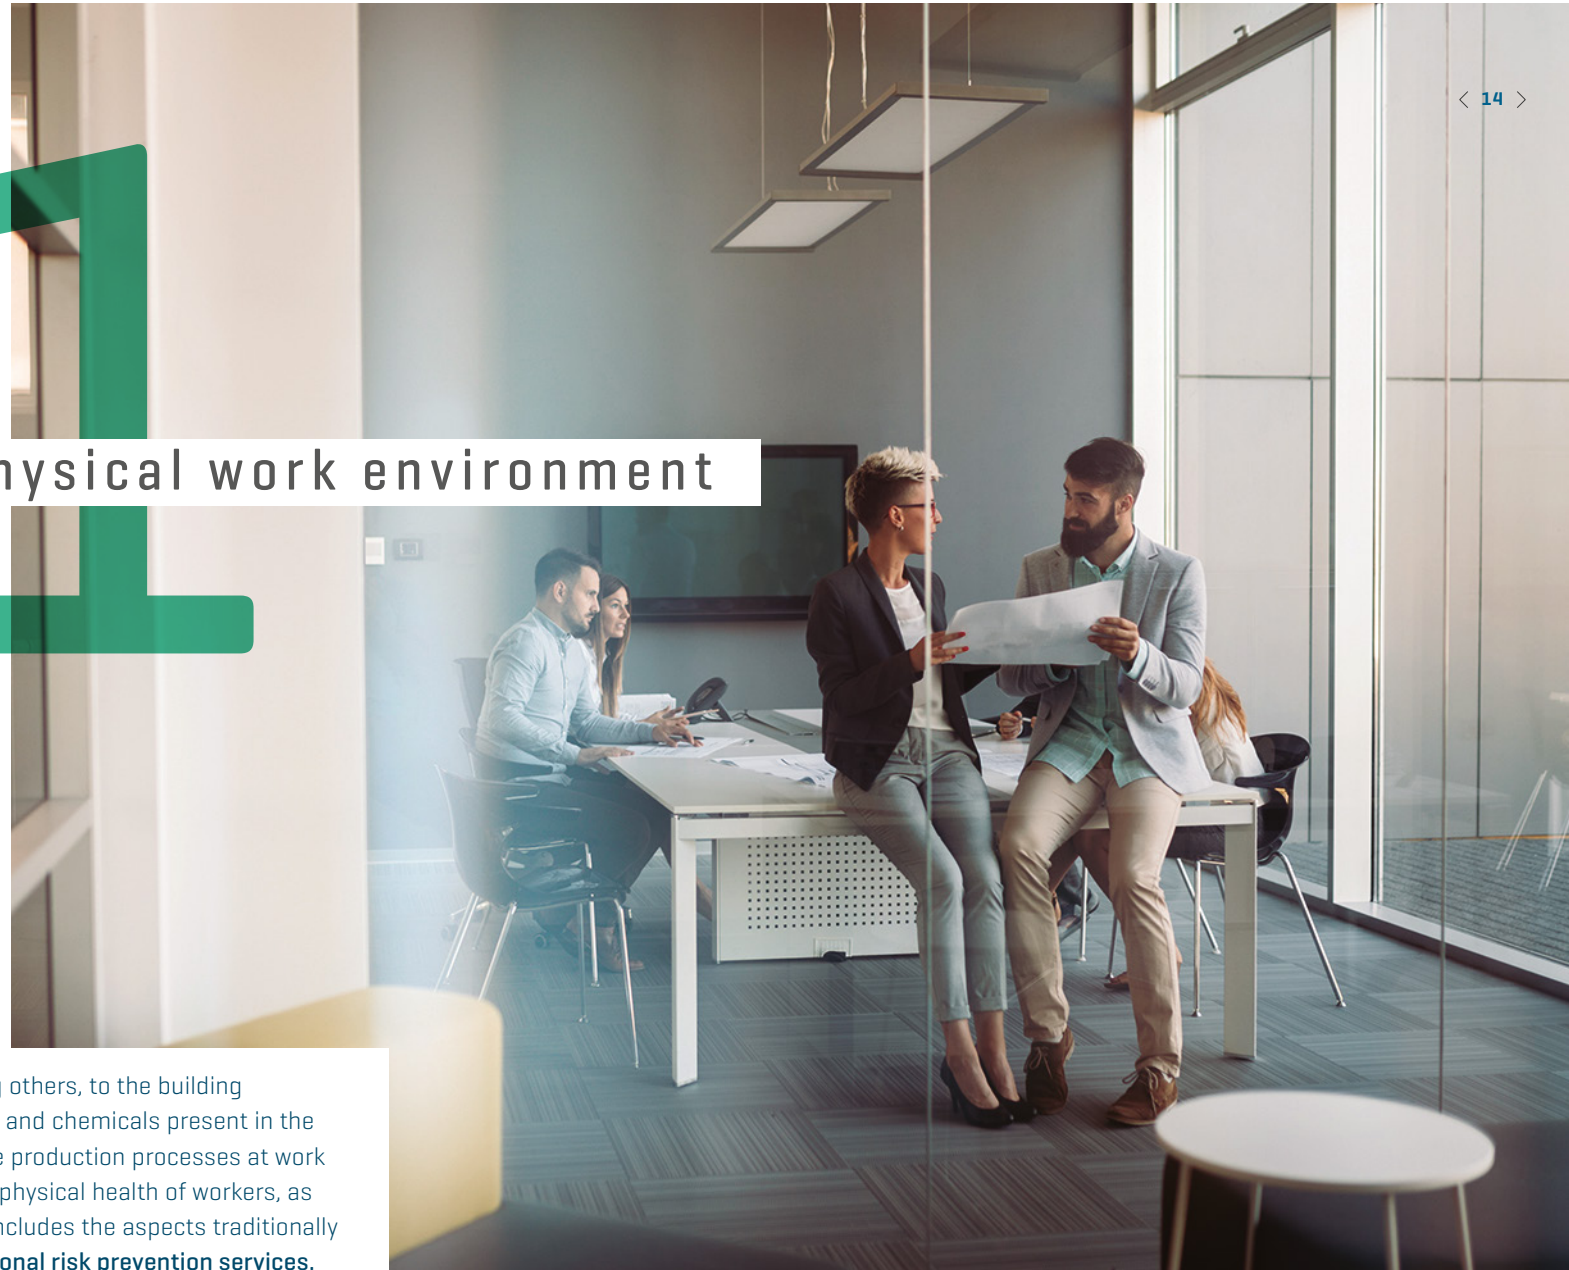 14
1
hysical work environment
others, to the building
and chemicals present in the
production processes at work
physical health of workers, as
ncludes the aspects traditionally
onal risk prevention services.